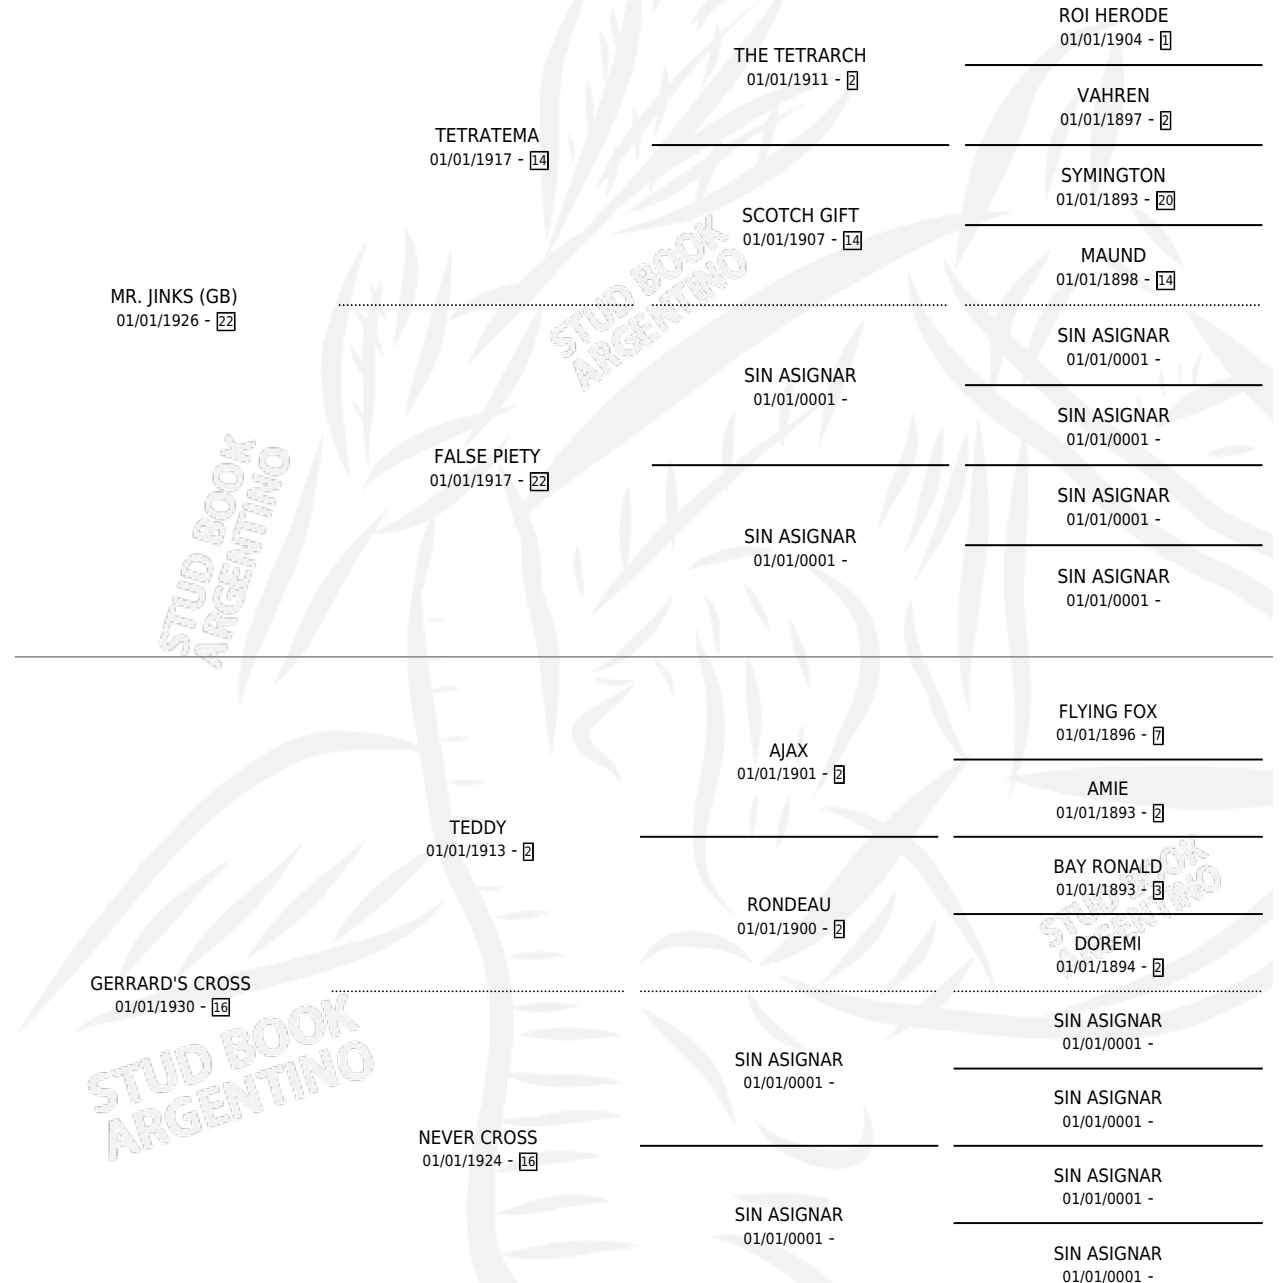 ROI HERODE
01/01/1904 - 1
THE TETRARCH
01/01/1911 - 2
VAHREN
01/01/1897 - 2
TETRATEMA
01/01/1917 - 14
SYMINGTON
01/01/1893 - 20
SCOTCH GIFT
01/01/1907 - 14
MAUND
01/01/1898 - 14
MR. JINKS (GB)
01/01/1926 - 22
SIN ASIGNAR
01/01/0001 -
SIN ASIGNAR
01/01/0001 -
SIN ASIGNAR
01/01/0001 -
FALSE PIETY
01/01/1917 - 22
SIN ASIGNAR
01/01/0001 -
SIN ASIGNAR
01/01/0001 -
SIN ASIGNAR
01/01/0001 -
STUD BOOK
ARGENTINO
STUD BOOK
ARGENTINO
FLYING FOX
01/01/1896 - 7
AJAX
01/01/1901 - 2
AMIE
01/01/1893 - 2
TEDDY
01/01/1913 - 2
BAY RONALD
01/01/1893 - 3
RONDEAU
01/01/1900 - 2
DOREMI
01/01/1894 - 2
GERRARD'S CROSS
01/01/1930 - 16
SIN ASIGNAR
01/01/0001 -
SIN ASIGNAR
01/01/0001 -
SIN ASIGNAR
01/01/0001 -
NEVER CROSS
01/01/1924 - 16
SIN ASIGNAR
01/01/0001 -
SIN ASIGNAR
01/01/0001 -
SIN ASIGNAR
01/01/0001 -
STUD BOOK
ARGENTINO
STUD BOOK
ARGENTINO